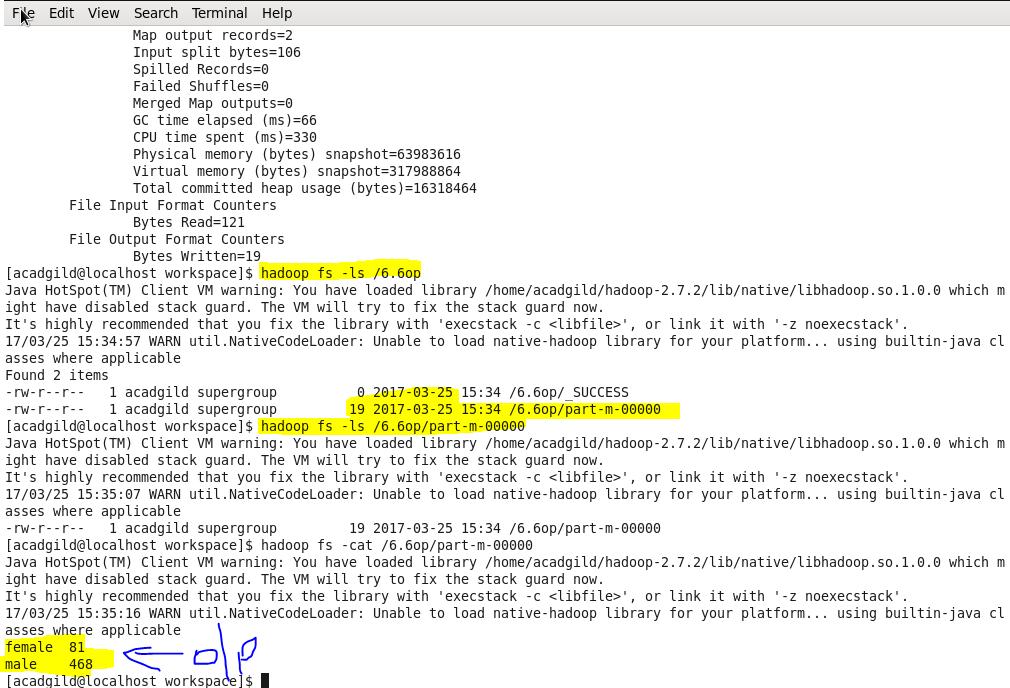 File Edit View Search Terminal Help
Map output records=2
Input split bytes=106
Spilled Records=0
Failed Shuffles=0
Merged Map outputs=0
GC time elapsed (ms)=66
CPU time spent (ms)=330
Physical memory (bytes) snapshot=63983616
Virtual memory (bytes) snapshot=317988864
Total committed heap usage (bytes)=16318464
File Input Format Counters
Bytes Read=121
File Output Format Counters
Bytes Written=19
[acadgild@localhost workspace]$ hadoop fs -ls /6.6op
Java HotSpot(TM) Client VM warning: You have loaded library /home/acadgild/hadoop-2.7.2/lib/native/libhadoop.so.1.0.0 which m
ight have disabled stack guard. The VM will try to fix the stack guard now.
It's highly recommended that you fix the library with 'execstack -c <libfile>', or link it with '-z noexecstack'.
17/03/25 15:34:57 WARN util.NativeCodeLoader: Unable to load native-hadoop library for your platform... using builtin-java cl
asses where applicable
Found 2 items
-rw-r--r--   1 acadgild supergroup          0 2017-03-25 15:34 /6.6op/_SUCCESS
-rw-r--r--   1 acadgild supergroup         19 2017-03-25 15:34 /6.6op/part-m-00000
[acadgild@localhost workspace]$ hadoop fs -ls /6.6op/part-m-00000
Java HotSpot(TM) Client VM warning: You have loaded library /home/acadgild/hadoop-2.7.2/lib/native/libhadoop.so.1.0.0 which m
ight have disabled stack guard. The VM will try to fix the stack guard now.
It's highly recommended that you fix the library with 'execstack -c <libfile>', or link it with '-z noexecstack'.
17/03/25 15:35:07 WARN util.NativeCodeLoader: Unable to load native-hadoop library for your platform... using builtin-java cl
asses where applicable
-rw-r--r--   1 acadgild supergroup         19 2017-03-25 15:34 /6.6op/part-m-00000
[acadgild@localhost workspace]$ hadoop fs -cat /6.6op/part-m-00000
Java HotSpot(TM) Client VM warning: You have loaded library /home/acadgild/hadoop-2.7.2/lib/native/libhadoop.so.1.0.0 which m
ight have disabled stack guard. The VM will try to fix the stack guard now.
It's highly recommended that you fix the library with 'execstack -c <libfile>', or link it with '-z noexecstack'.
17/03/25 15:35:16 WARN util.NativeCodeLoader: Unable to load native-hadoop library for your platform... using builtin-java cl
asses where applicable
female  81
male    468
o/p
[acadgild@localhost workspace]$